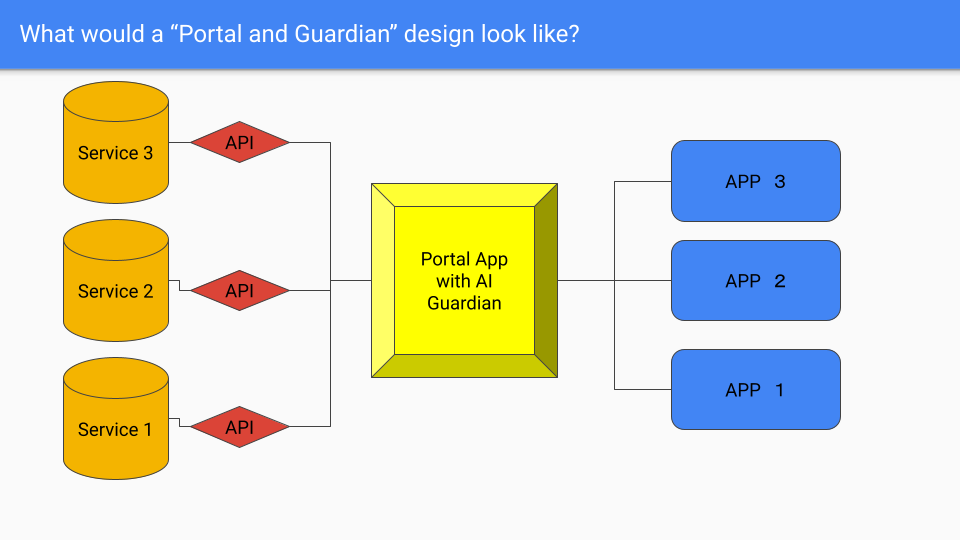 What would a “Portal and Guardian” design look like?
Service 3
API
APP 3
Service 2
API
Portal App
with AI
Guardian
APP 2
Service 1
API
APP 1